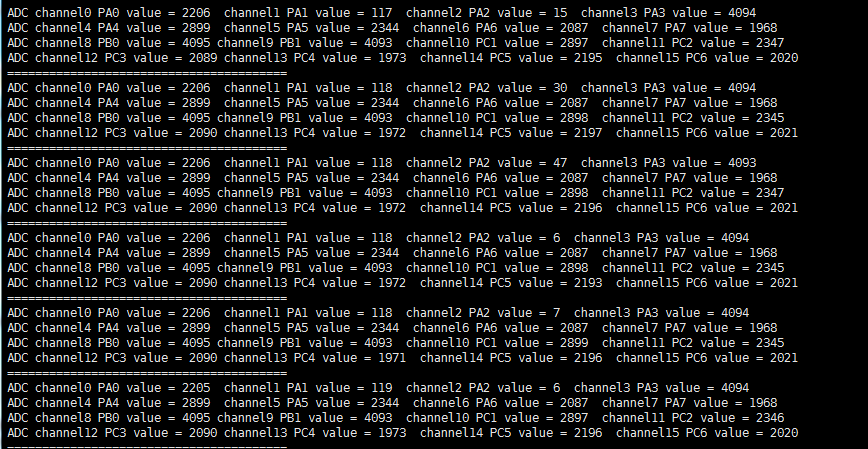 ADC channel0 PA0 value = 2206  channel1 PA1 value = 117  channel2 PA2 value = 15  channel3 PA3 value = 4094
ADC channel4 PA4 value = 2899  channel5 PA5 value = 2344  channel6 PA6 value = 2087  channel7 PA7 value = 1968
ADC channel8 PB0 value = 4095 channel9 PB1 value = 4093  channel10 PC1 value = 2897  channel11 PC2 value = 2347
ADC channel12 PC3 value = 2089 channel13 PC4 value = 1973  channel14 PC5 value = 2195  channel15 PC6 value = 2020
========================================
ADC channel0 PA0 value = 2206  channel1 PA1 value = 118  channel2 PA2 value = 30  channel3 PA3 value = 4094
ADC channel4 PA4 value = 2899  channel5 PA5 value = 2344  channel6 PA6 value = 2087  channel7 PA7 value = 1968
ADC channel8 PB0 value = 4095 channel9 PB1 value = 4093  channel10 PC1 value = 2898  channel11 PC2 value = 2345
ADC channel12 PC3 value = 2090 channel13 PC4 value = 1972  channel14 PC5 value = 2197  channel15 PC6 value = 2021
========================================
ADC channel0 PA0 value = 2206  channel1 PA1 value = 118  channel2 PA2 value = 47  channel3 PA3 value = 4093
ADC channel4 PA4 value = 2899  channel5 PA5 value = 2344  channel6 PA6 value = 2087  channel7 PA7 value = 1968
ADC channel8 PB0 value = 4095 channel9 PB1 value = 4093  channel10 PC1 value = 2898  channel11 PC2 value = 2347
ADC channel12 PC3 value = 2090 channel13 PC4 value = 1972  channel14 PC5 value = 2196  channel15 PC6 value = 2021
========================================
ADC channel0 PA0 value = 2206  channel1 PA1 value = 118  channel2 PA2 value = 6  channel3 PA3 value = 4094
ADC channel4 PA4 value = 2899  channel5 PA5 value = 2344  channel6 PA6 value = 2087  channel7 PA7 value = 1968
ADC channel8 PB0 value = 4095 channel9 PB1 value = 4093  channel10 PC1 value = 2898  channel11 PC2 value = 2345
ADC channel12 PC3 value = 2090 channel13 PC4 value = 1972  channel14 PC5 value = 2193  channel15 PC6 value = 2021
========================================
ADC channel0 PA0 value = 2206  channel1 PA1 value = 118  channel2 PA2 value = 7  channel3 PA3 value = 4094
ADC channel4 PA4 value = 2899  channel5 PA5 value = 2344  channel6 PA6 value = 2087  channel7 PA7 value = 1968
ADC channel8 PB0 value = 4095 channel9 PB1 value = 4093  channel10 PC1 value = 2899  channel11 PC2 value = 2345
ADC channel12 PC3 value = 2090 channel13 PC4 value = 1971  channel14 PC5 value = 2196  channel15 PC6 value = 2021
========================================
ADC channel0 PA0 value = 2205  channel1 PA1 value = 119  channel2 PA2 value = 6  channel3 PA3 value = 4094
ADC channel4 PA4 value = 2899  channel5 PA5 value = 2344  channel6 PA6 value = 2087  channel7 PA7 value = 1968
ADC channel8 PB0 value = 4095 channel9 PB1 value = 4093  channel10 PC1 value = 2897  channel11 PC2 value = 2346
ADC channel12 PC3 value = 2090 channel13 PC4 value = 1973  channel14 PC5 value = 2196  channel15 PC6 value = 2020
========================================